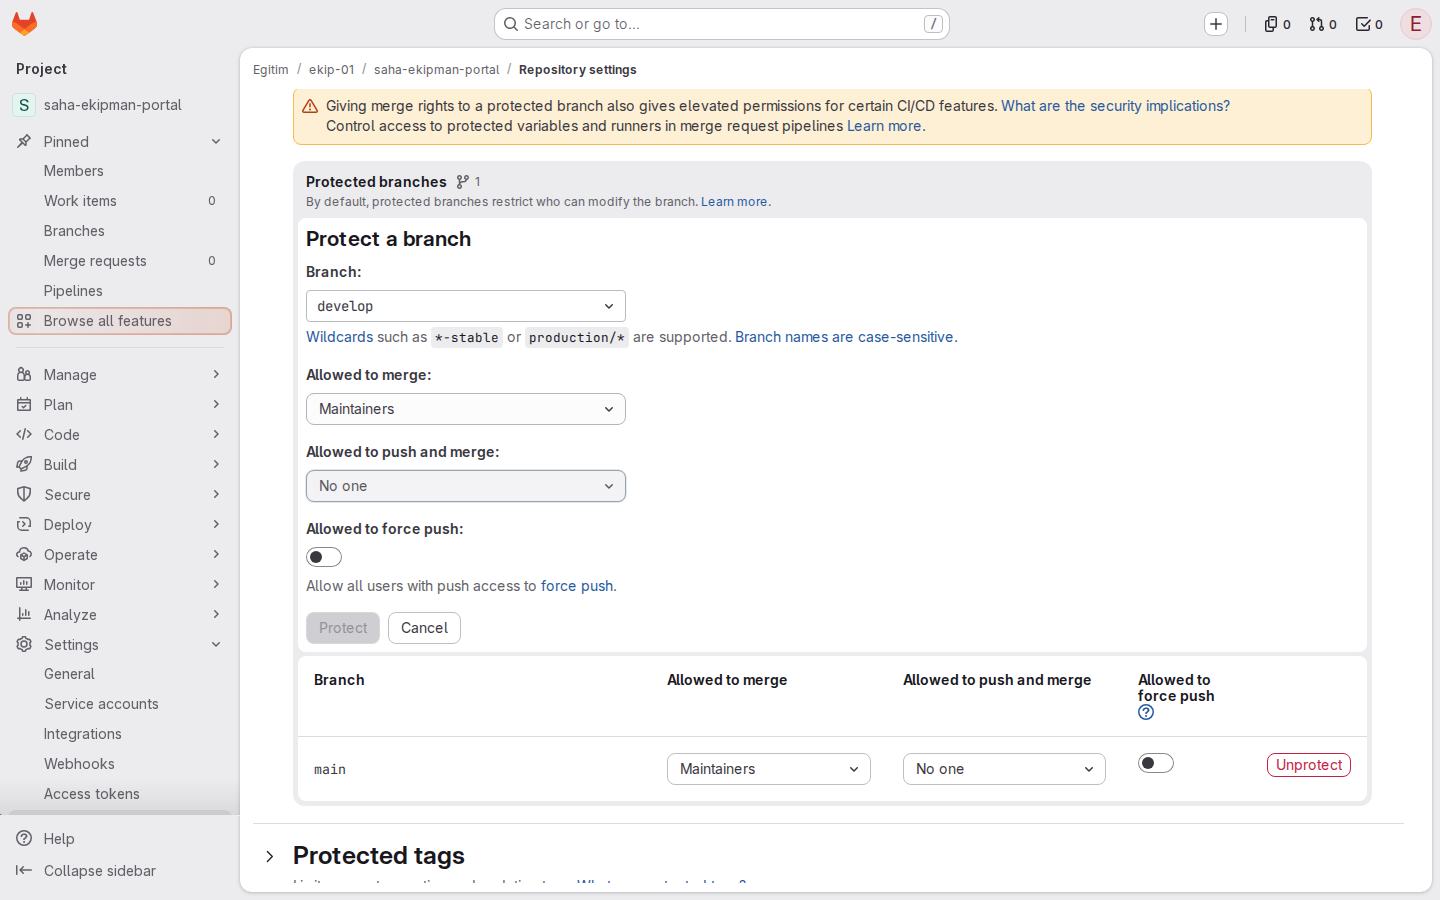 Search or go to...
/
0
0
0
E
Project
S
saha-ekipman-portal
Pinned
Members
Work items
0
Branches
Merge requests
0
Pipelines
Browse all features
Manage
Plan
Code
Build
Secure
Deploy
Operate
Monitor
Analyze
Settings
General
Service accounts
Integrations
Webhooks
Access tokens
Help
Collapse sidebar
Egitim / ekip-01 / saha-ekipman-portal / Repository settings
Giving merge rights to a protected branch also gives elevated permissions for certain CI/CD features. What are the security implications?
Control access to protected variables and runners in merge request pipelines Learn more.
Protected branches 1
By default, protected branches restrict who can modify the branch. Learn more.
Protect a branch
Branch:
develop
Wildcards such as *-stable or production/* are supported. Branch names are case-sensitive.
Allowed to merge:
Maintainers
Allowed to push and merge:
No one
Allowed to force push:
Allow all users with push access to force push.
Protect Cancel
Branch Allowed to merge Allowed to push and merge Allowed to
force push
main Maintainers No one Unprotect
Protected tags